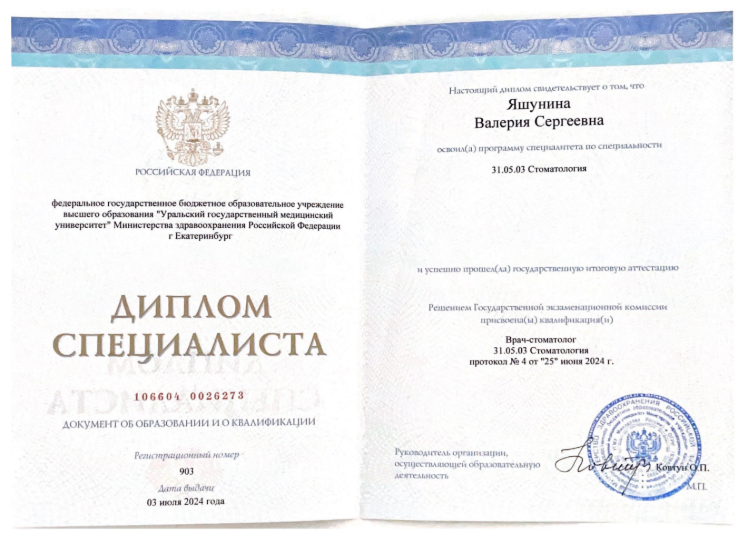 РОССИЙСКАЯ ФЕДЕРАЦИЯ
федеральное государственное бюджетное образовательное учреждение
высшего образования "Уральский государственный медицинский
университет" Министерства здравоохранения Российской Федерации
г Екатеринбург
ДИПЛОМ
СПЕЦИАЛИСТА
106604 0026273
ДОКУМЕНТ ОБ ОБРАЗОВАНИИ И О КВАЛИФИКАЦИИ
Регистрационный номер
903
Дата выдачи
03 июля 2024 года
Настоящий диплом свидетельствует о том, что
Яшунина
Валерия Сергеевна
освоил(а) программу специалитета по специальности
31.05.03 Стоматология
и успешно прошел(ла) государственную итоговую аттестацию
Решением Государственной экзаменационной комиссии
присвоена(ы) квалификация(и)
Врач-стоматолог
31.05.03 Стоматология
протокол № 4 от "25" июня 2024 г.
Руководитель организации,
осуществляющей образовательную
деятельность
Ковтун О.П.
М.П.